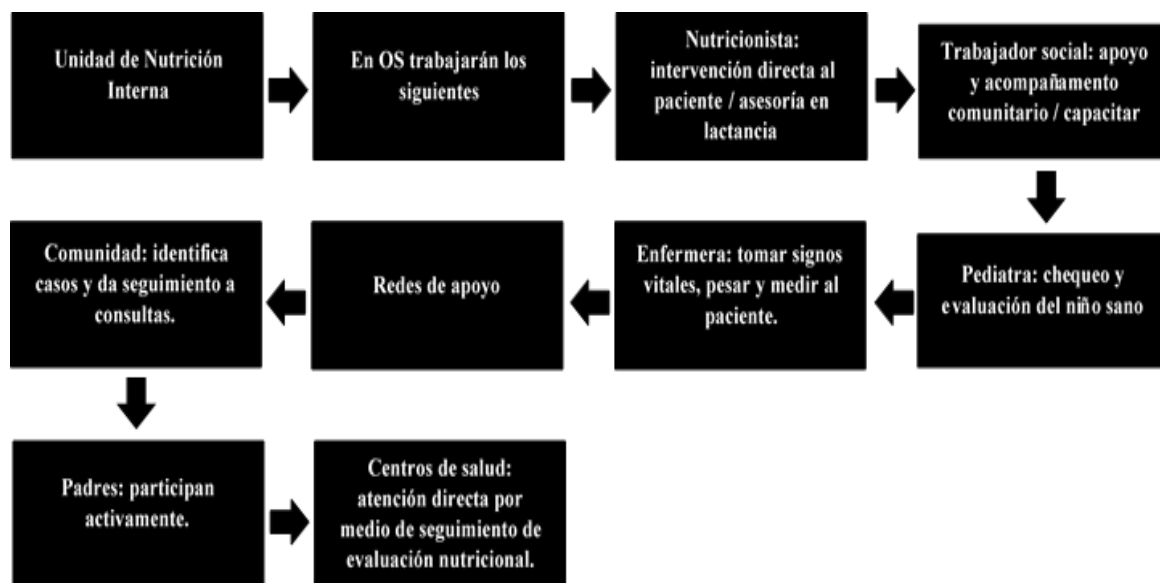 Unidad de Nutrición
Interna
En OS trabajarán los
siguientes
Nutricionista:
intervención directa al
paciente / asesoría en
lactancia
Trabajador social: apoyo
y acompañamiento
comunitario / capacitar
Pediatra: chequeo y
evaluación del niño sano
Enfermera: tomar signos
vitales, pesar y medir al
paciente.
Redes de apoyo
Comunidad: identifica
casos y da seguimiento a
consultas.
Padres: participan
activamente.
Centros de salud:
atención directa por
medio de seguimiento de
evaluación nutricional.